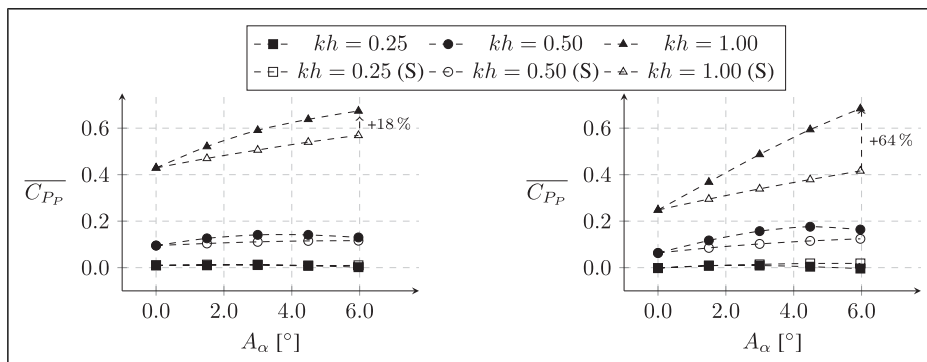 kh = 0.25 kh = 0.50 kh = 1.00
kh = 0.25 (S) kh = 0.50 (S) kh = 1.00 (S)
0.6
+18 %
0.4
$\overline{C_{P_P}}$
0.2
0.0
0.0 2.0 4.0 6.0
A_α [°]
0.6
+64 %
0.4
$\overline{C_{P_P}}$
0.2
0.0
0.0 2.0 4.0 6.0
A_α [°]